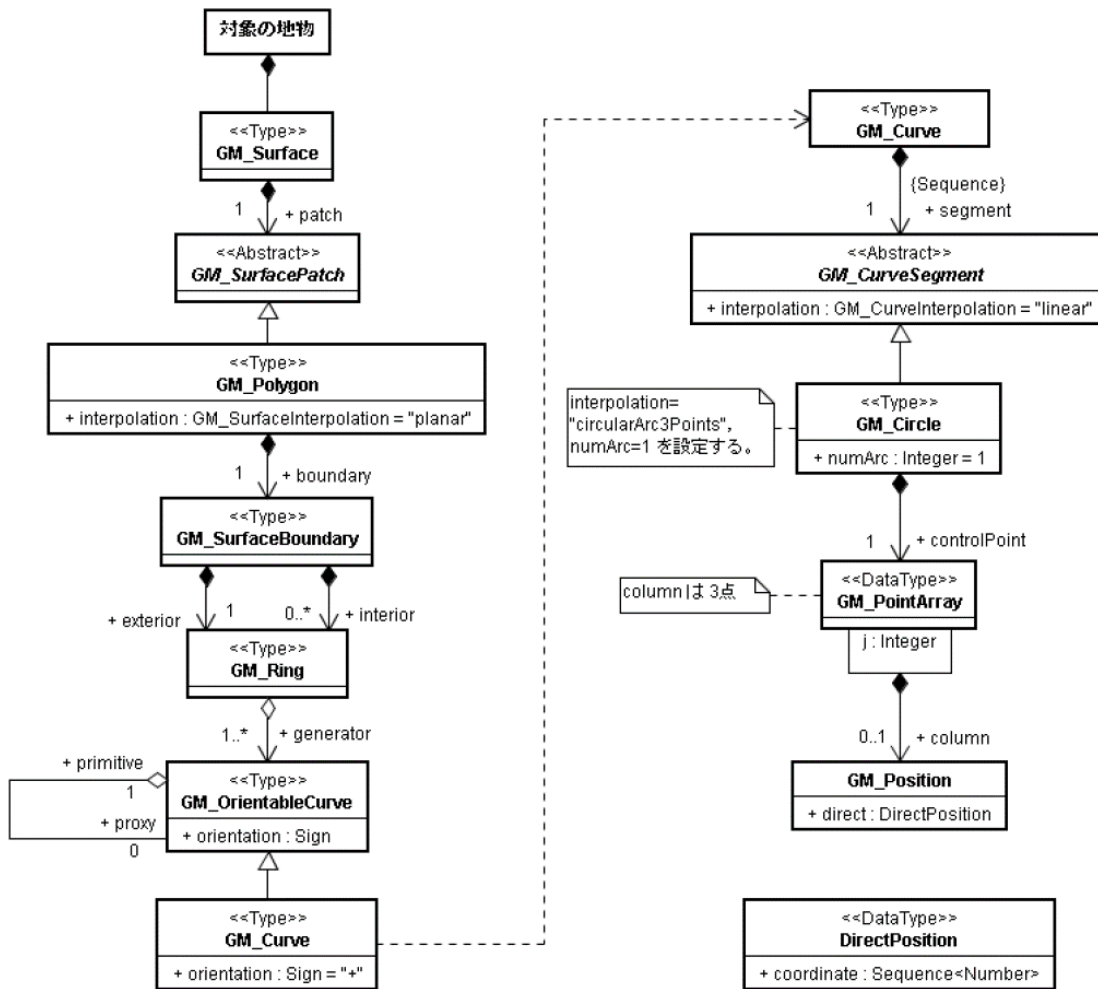 対象の地物
<<Type>>
GM_Surface
1
+ patch
<<Abstract>>
GM_SurfacePatch
<<Type>>
GM_Polygon
+ interpolation : GM_SurfaceInterpolation = "planar"
1
+ boundary
<<Type>>
GM_SurfaceBoundary
+ exterior
1
0..*
+ interior
<<Type>>
GM_Ring
1..*
+ generator
+ primitive
1
+ proxy
0
<<Type>>
GM_OrientableCurve
+ orientation : Sign
<<Type>>
GM_Curve
+ orientation : Sign = "+"
<<Type>>
GM_Curve
{Sequence}
1
+ segment
<<Abstract>>
GM_CurveSegment
+ interpolation : GM_CurveInterpolation = "linear"
interpolation=
"circularArc3Points",
numArc=1 を設定する。
<<Type>>
GM_Circle
+ numArc : Integer = 1
1
+ controlPoint
columnは 3点
<<DataType>>
GM_PointArray
j : Integer
0..1
+ column
GM_Position
+ direct : DirectPosition
<<DataType>>
DirectPosition
+ coordinate : Sequence<Number>